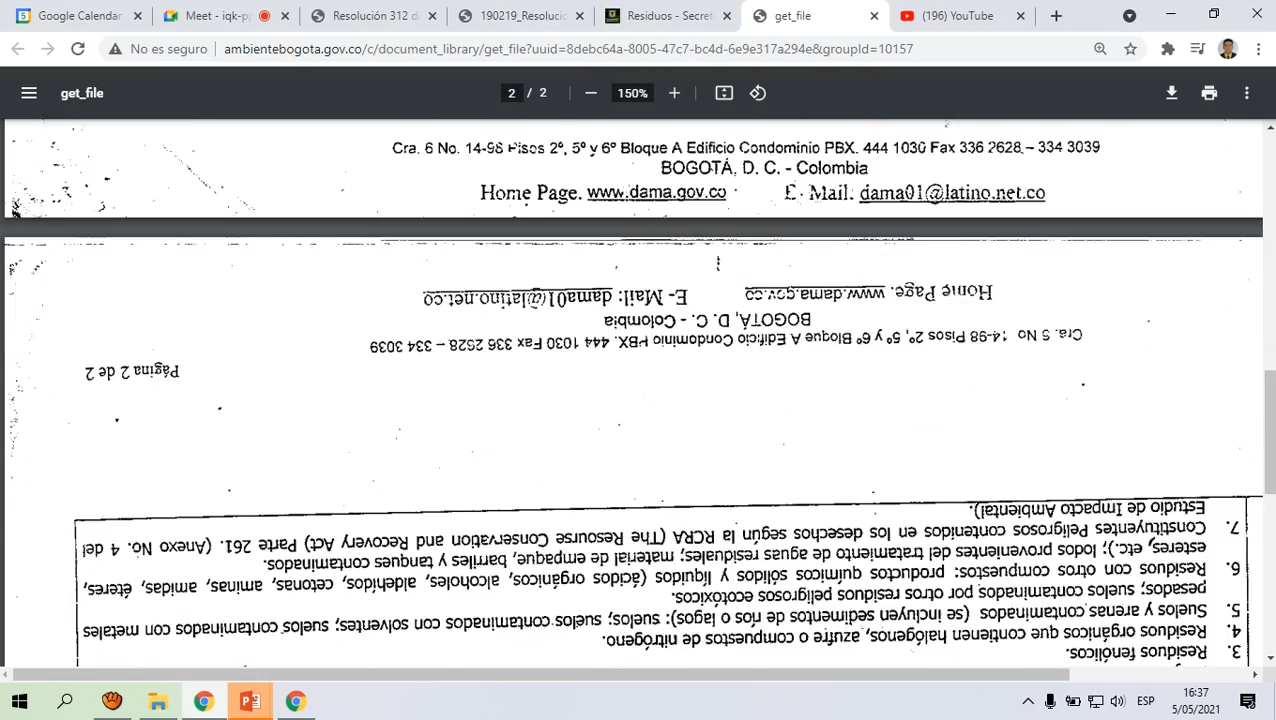 Google Calendar
Meet - iqk-p
Resolución 312 d
190219_Resoluci
Residuos - Secret
get_file
(196) YouTube
No es seguro
ambientebogota.gov.co/c/document_library/get_file?uuid=8debc64a-8005-47c7-bc4d-6e9e317a294e&groupId=10157
get_file
2 / 2
150%
Cra. 6 No. 14-98 Pisos 2º, 5º y 6º Bloque A Edificio Condominio PBX. 444 1030 Fax 336 2628 – 334 3039
BOGOTÁ, D. C. - Colombia
Home Page. www.dama.gov.co E- Mail: dama01@latino.net.co
3. Residuos fenólicos.
4. Residuos orgánicos que contienen halógenos, azufre o compuestos de nitrógeno.
5. Suelos y arenas contaminados (se incluyen sedimentos de ríos o lagos): suelos; suelos contaminados con solventes; suelos contaminados con metales
pesados; suelos contaminados por otros residuos peligrosos ecotóxicos.
6. Residuos con otros compuestos: productos químicos sólidos y líquidos (ácidos orgánicos, alcoholes, aldehídos, cetonas, aminas, amidas, éteres,
esteres, etc.); lodos provenientes del tratamiento de aguas residuales; material de empaque, barriles y tanques contaminados.
7. Constituyentes Peligrosos contenidos en los desechos según la RCRA (The Resourse Conservation and Recovery Act) Parte 261. (Anexo No. 4 del
Estudio de Impacto Ambiental).
Página 2 de 2
Cra. 6 No 14-98 Pisos 2º, 5º y 6º Bloque A Edificio Condominio PBX. 444 1030 Fax 336 2628 – 334 3039
BOGOTÁ, D. C. - Colombia
Home Page. www.dama.gov.co E- Mail: dama01@latino.net.co
ESP
16:37
5/05/2021